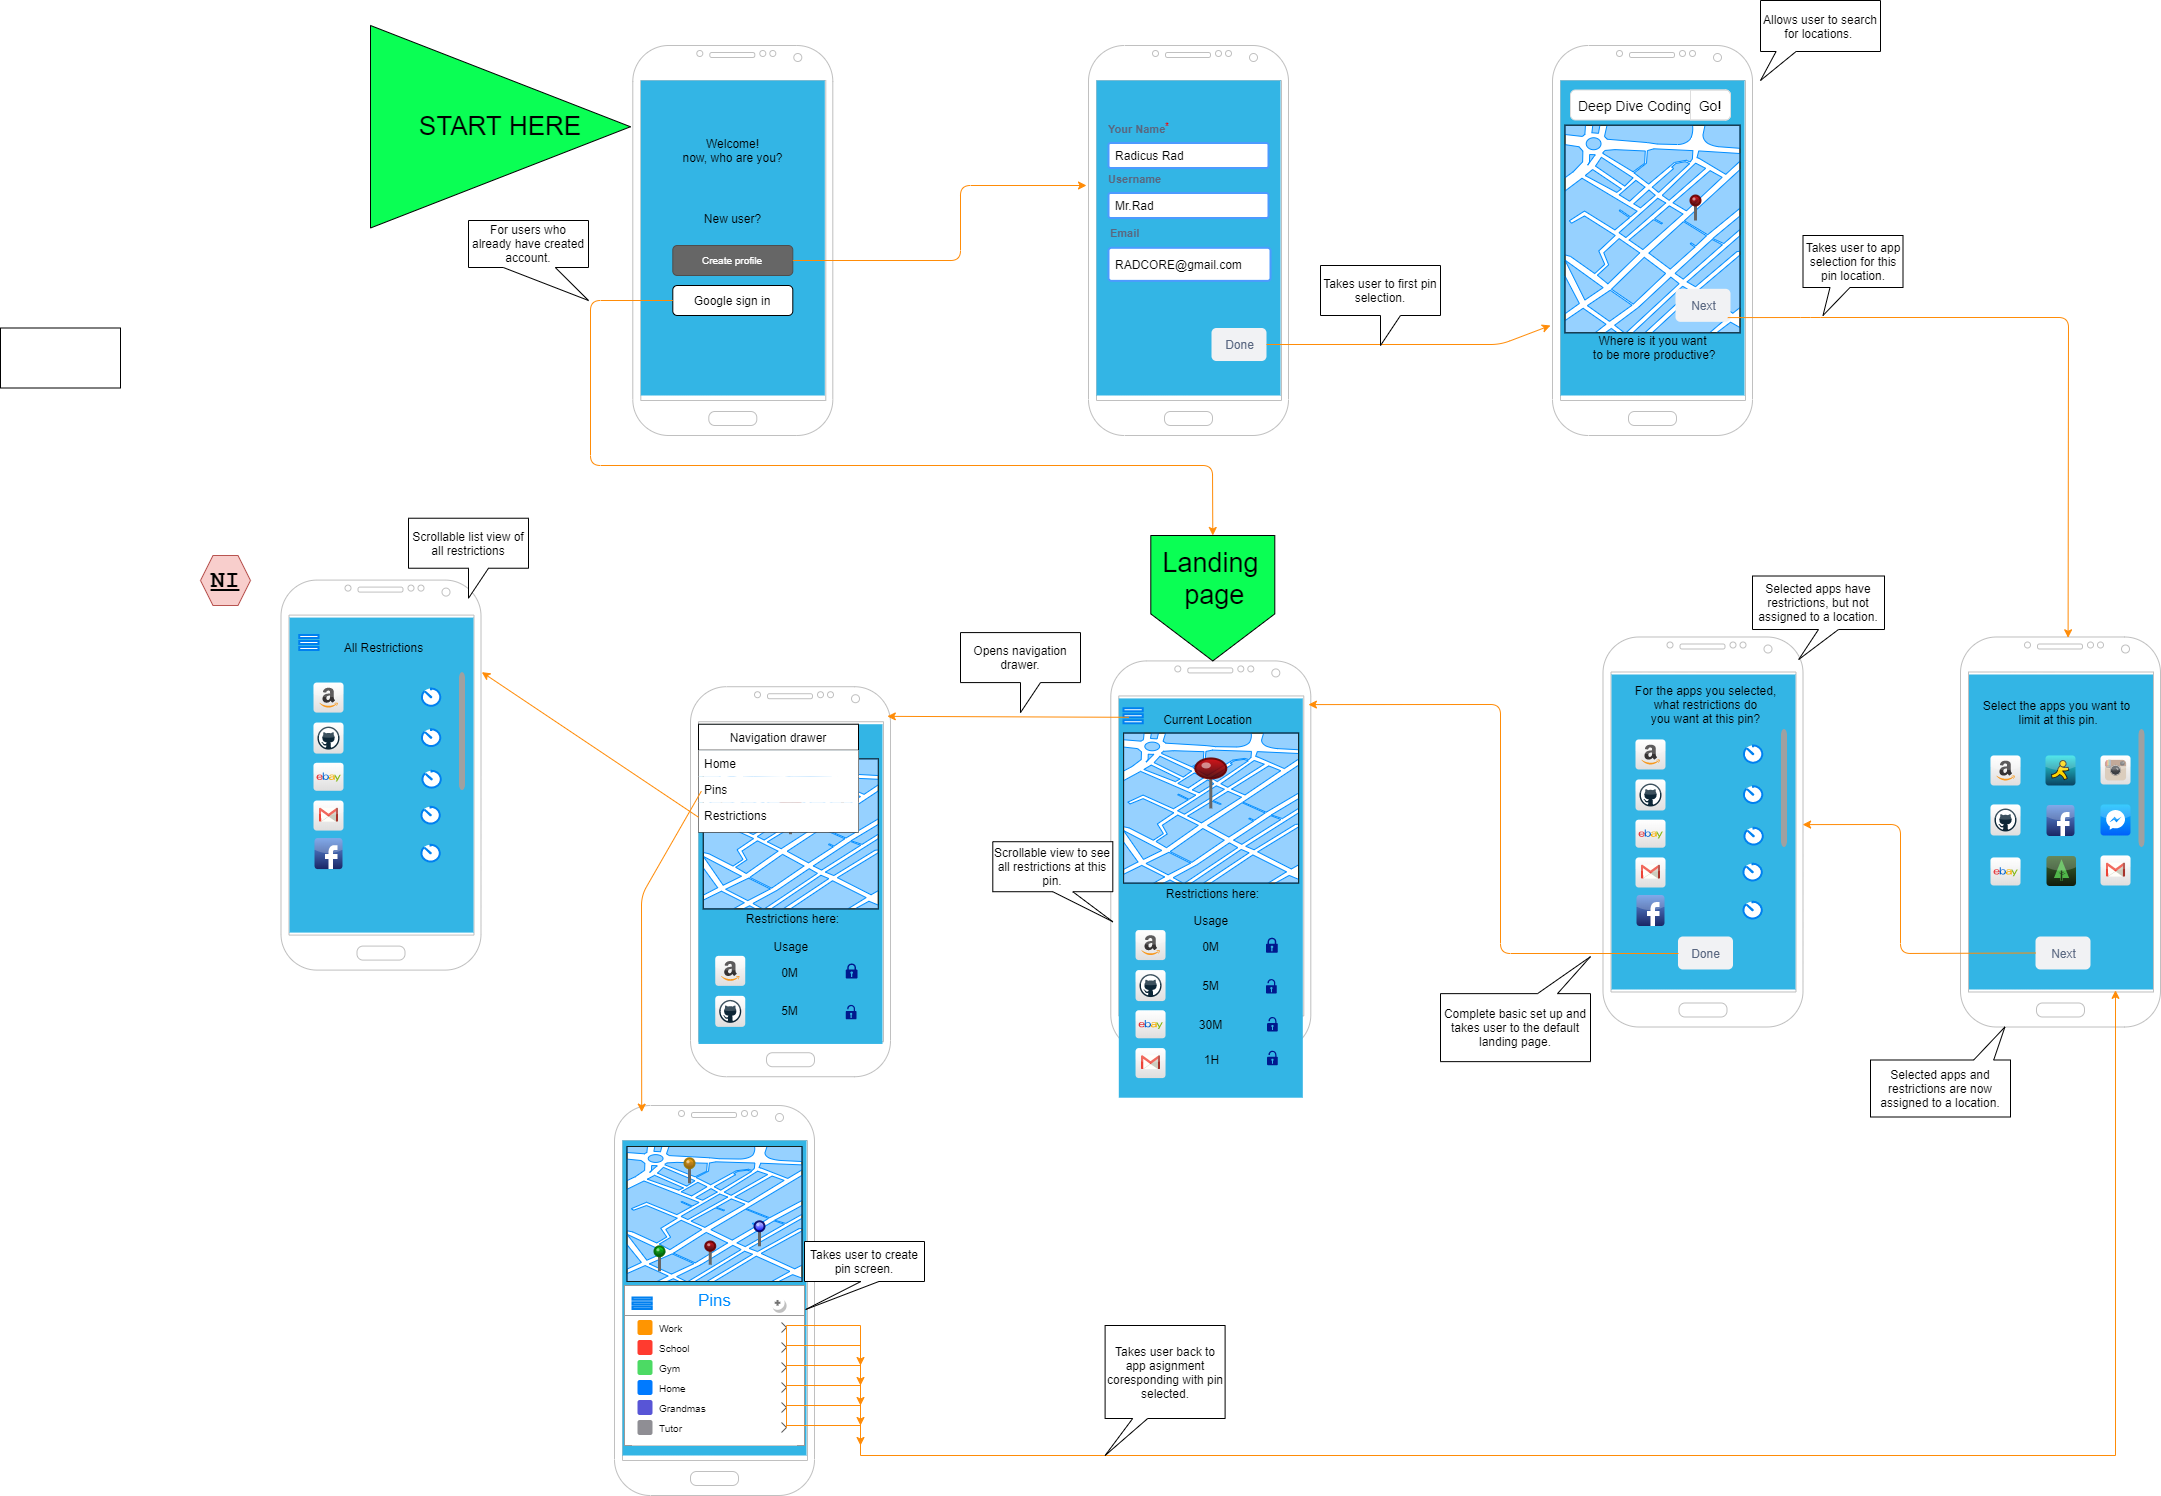 Allows user to search
for locations.
START HERE
Welcome!
now, who are you?
New user?
Create profile
Google sign in
For users who
already have created
account.
Your Name*
Radicus Rad
Username
Mr.Rad
Email
RADCORE@gmail.com
Done
Takes user to first pin
selection.
Deep Dive Coding
Go!
Next
Where is it you want
to be more productive?
Takes user to app
selection for this
pin location.
NI
Scrollable list view of
all restrictions
All Restrictions
a
ebay
f
Navigation drawer
Home
Pins
Restrictions
Restrictions here:
Usage
a
0M
5M
Opens navigation
drawer.
Landing
page
Current Location
Scrollable view to see
all restrictions at this
pin.
Restrictions here:
Usage
a
0M
5M
ebay
30M
1H
Selected apps have
restrictions, but not
assigned to a location.
For the apps you selected,
what restrictions do
you want at this pin?
a
ebay
f
Done
Complete basic set up and
takes user to the default
landing page.
Select the apps you want to
limit at this pin.
a
f
ebay
Next
Selected apps and
restrictions are now
assigned to a location.
Takes user to create
pin screen.
Pins
Work
School
Gym
Home
Grandmas
Tutor
Takes user back to
app asignment
coresponding with pin
selected.